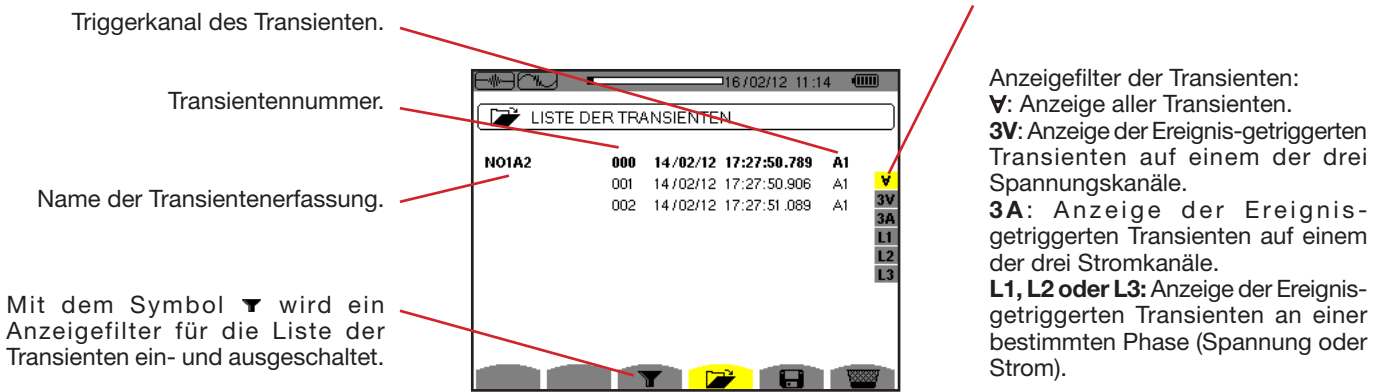 Triggerkanal des Transienten.
Transientennummer.
Name der Transientenerfassung.
Mit dem Symbol wird ein
Anzeigefilter für die Liste der
Transienten ein- und ausgeschaltet.
16/02/12 11:14
LISTE DER TRANSIENTEN
NO1A2 000 14/02/12 17:27:50.789 A1
001 14/02/12 17:27:50.906 A1
002 14/02/12 17:27:51.089 A1
∀
3V
3A
L1
L2
L3
Anzeigefilter der Transienten:
∀: Anzeige aller Transienten.
3V: Anzeige der Ereignis-getriggerten
Transienten auf einem der drei
Spannungskanäle.
3A: Anzeige der Ereignis-
getriggerten Transienten auf einem
der drei Stromkanäle.
L1, L2 oder L3: Anzeige der Ereignis-
getriggerten Transienten an einer
bestimmten Phase (Spannung oder
Strom).